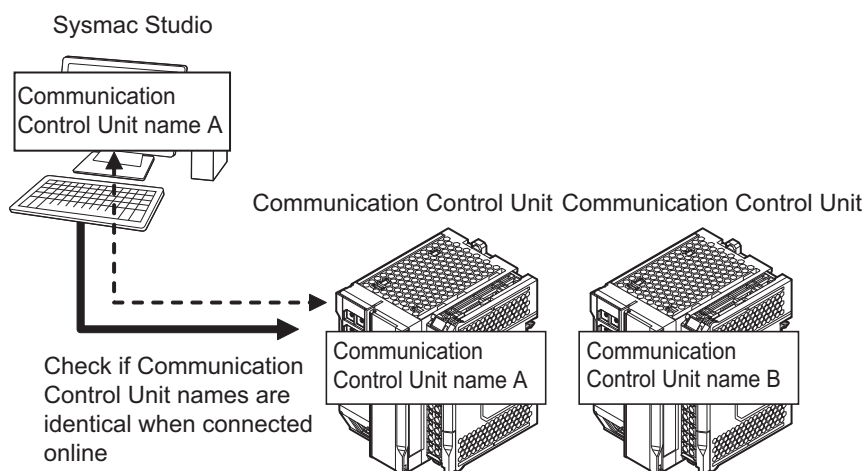 Sysmac Studio
Communication
Control Unit name A
Communication Control Unit Communication Control Unit
Check if Communication
Control Unit names are
identical when connected
online
Communication
Control Unit name A
Communication
Control Unit name B